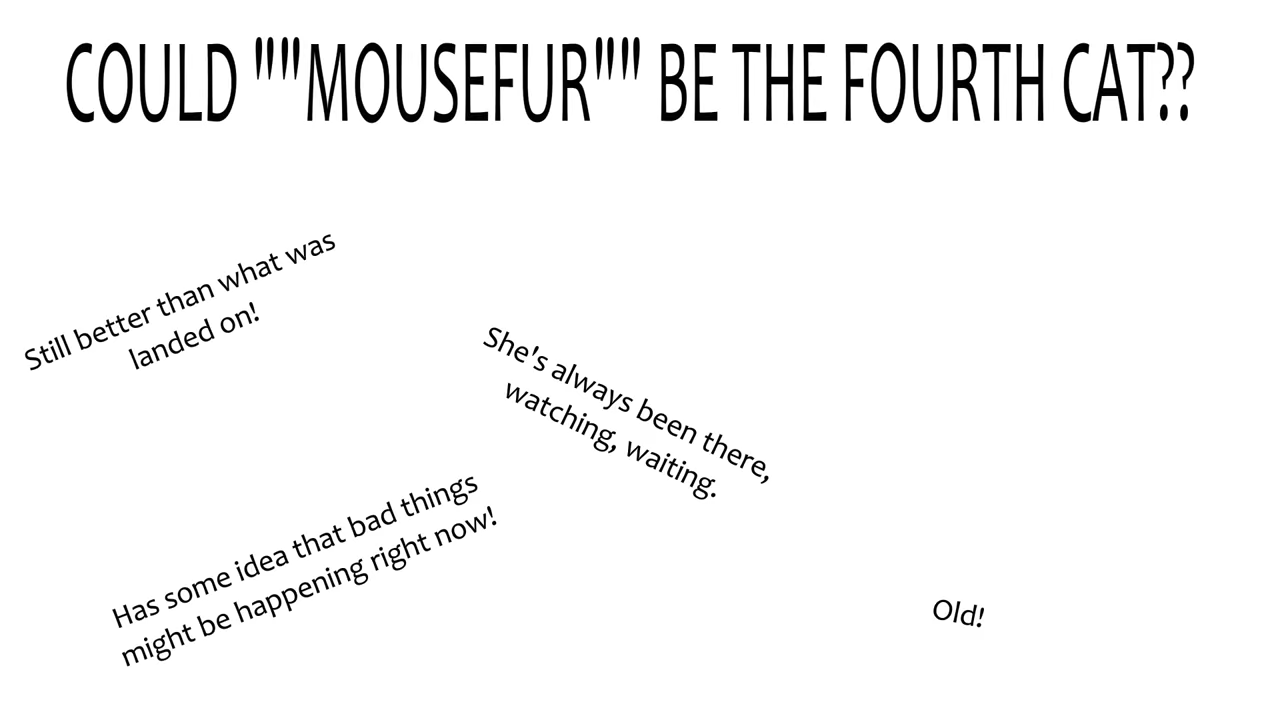 COULD ""MOUSEFUR"" BE THE FOURTH CAT??
Still better than what was
landed on!
She's always been there,
watching, waiting.
Has some idea that bad things
might be happening right now!
Old!